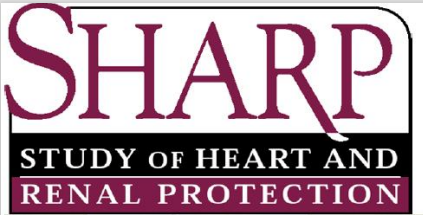 SHARP
STUDY OF HEART AND
RENAL PROTECTION